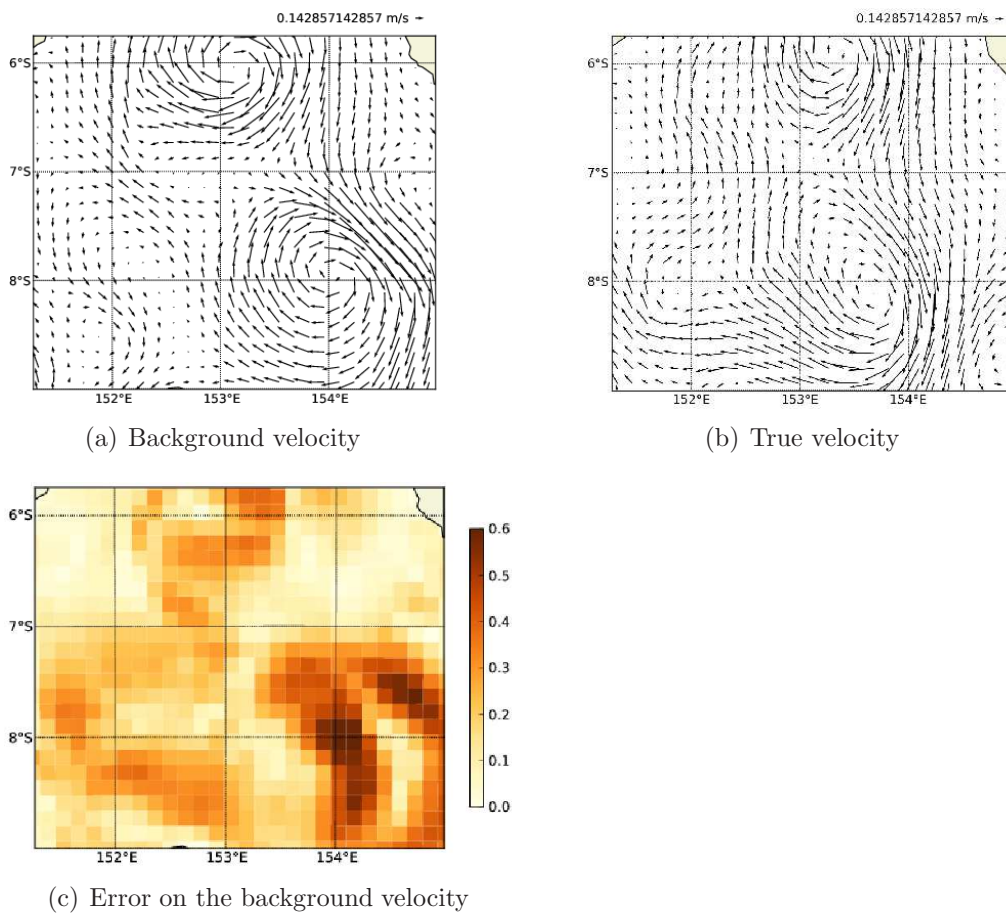 0.142857142857 m/s
6°S
7°S
8°S
152°E
153°E
154°E
(a) Background velocity
0.142857142857 m/s
6°S
7°S
8°S
152°E
153°E
154°E
(b) True velocity
6°S
7°S
8°S
152°E
153°E
154°E
0.6
0.5
0.4
0.3
0.2
0.1
0.0
(c) Error on the background velocity